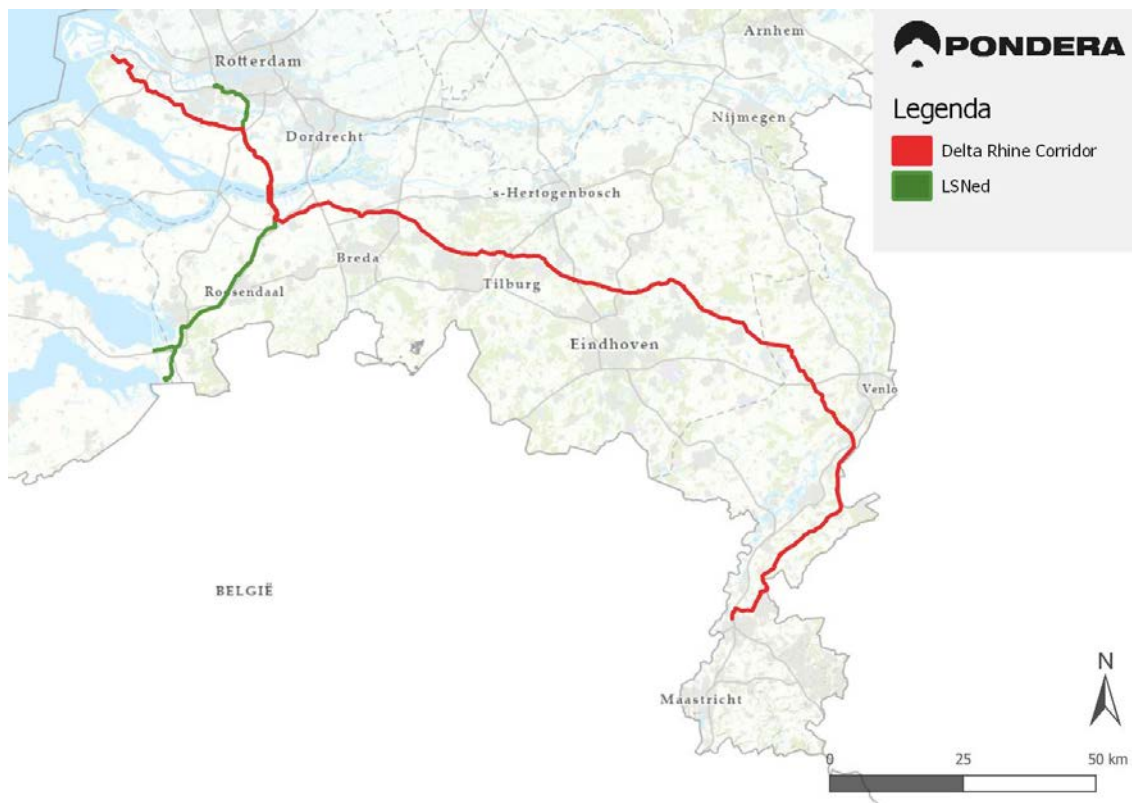 PONDERA
Legenda
Delta Rhine Corridor
LSNed
Arnhem
Rotterdam
Nijmegen
Dordrecht
's-Hertogenbosch
Breda
Tilburg
Roosendaal
Eindhoven
Venlo
BELGIË
Maastricht
N
0 25 50 km